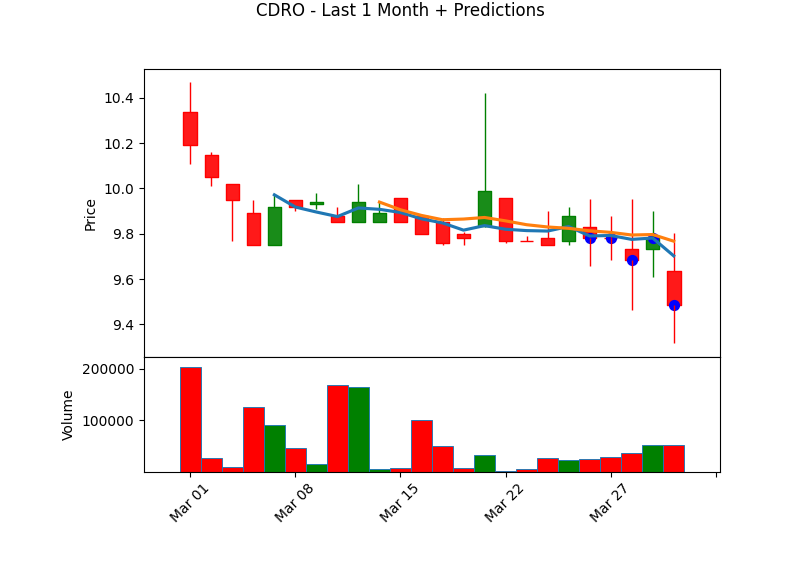 CDRO - Last 1 Month + Predictions
10.4
10.2
10.0
9.8
9.6
9.4
Price
200000
100000
Volume
Mar 01
Mar 08
Mar 15
Mar 22
Mar 27